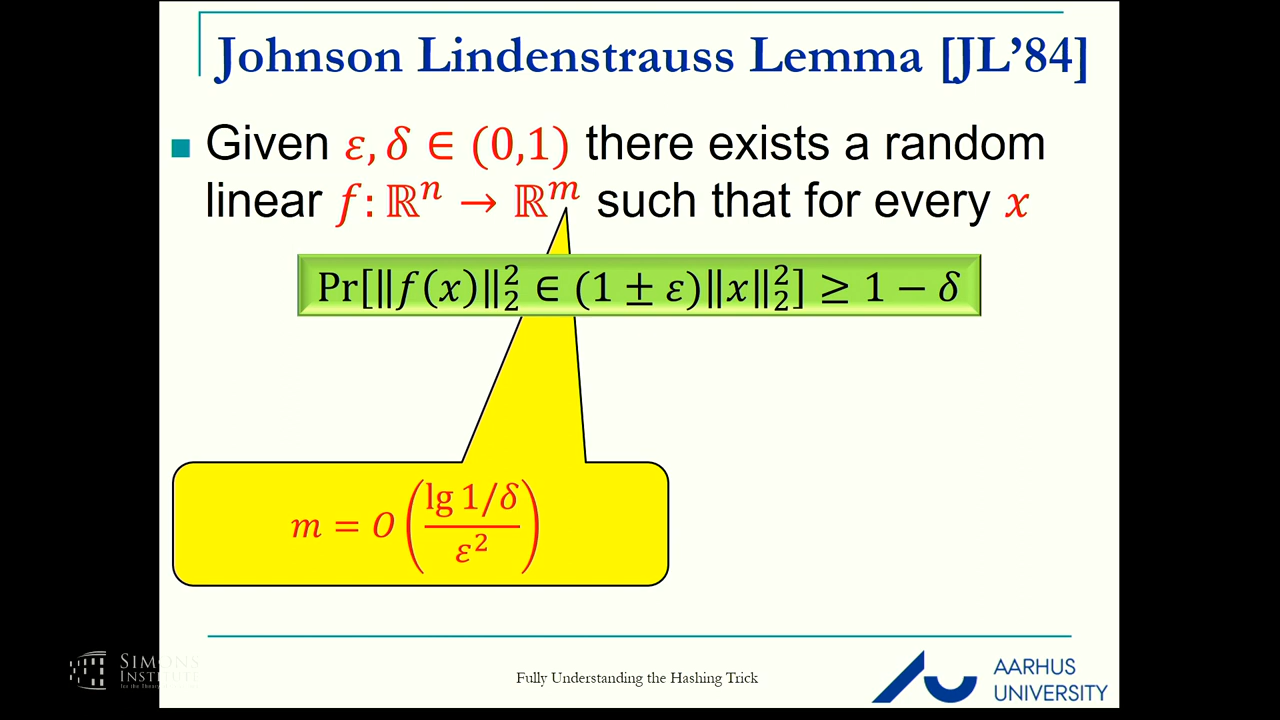 Johnson Lindenstrauss Lemma [JL’84]
Given ε, δ ∈ (0,1) there exists a random
linear f: ℝⁿ → ℝᵐ such that for every x
Pr[‖f(x)‖₂² ∈ (1 ± ε)‖x‖₂²] ≥ 1 − δ
m = O(lg 1/δ / ε²)
SIMONS
INSTITUTE
Fully Understanding the Hashing Trick
AARHUS
UNIVERSITY